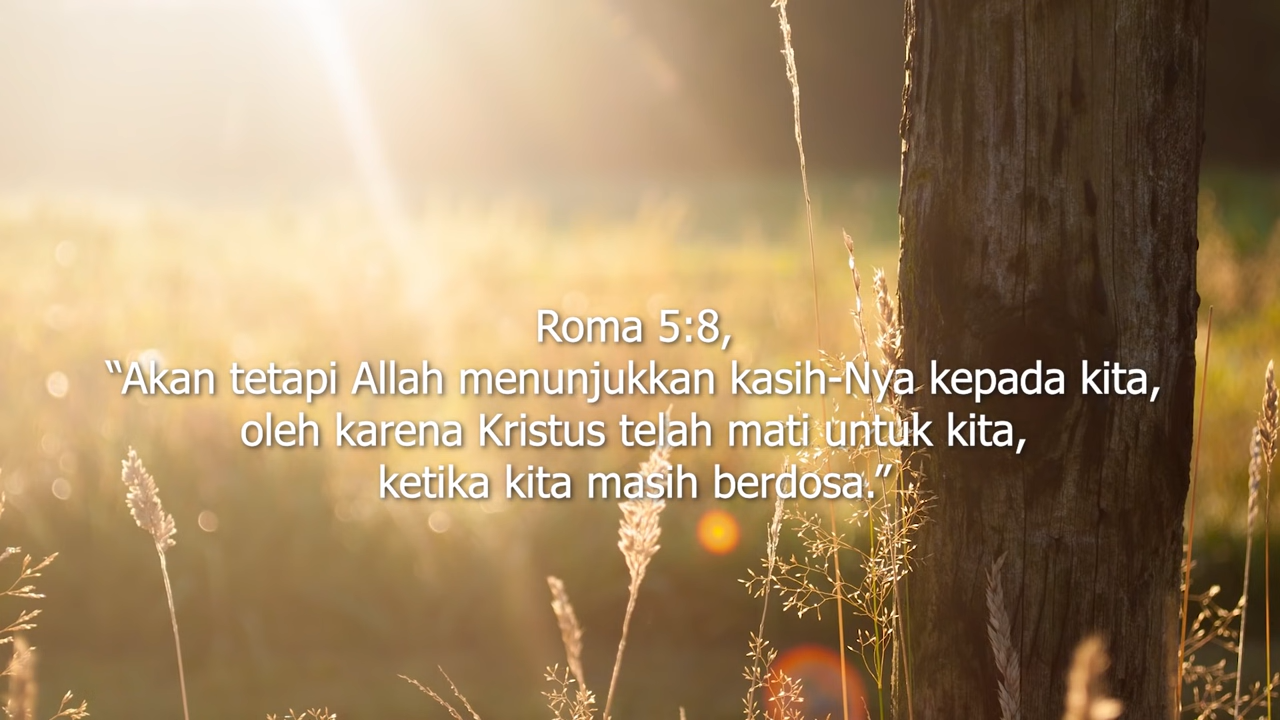 Roma 5:8,
“Akan tetapi Allah menunjukkan kasih-Nya kepada kita,
oleh karena Kristus telah mati untuk kita,
ketika kita masih berdosa.”